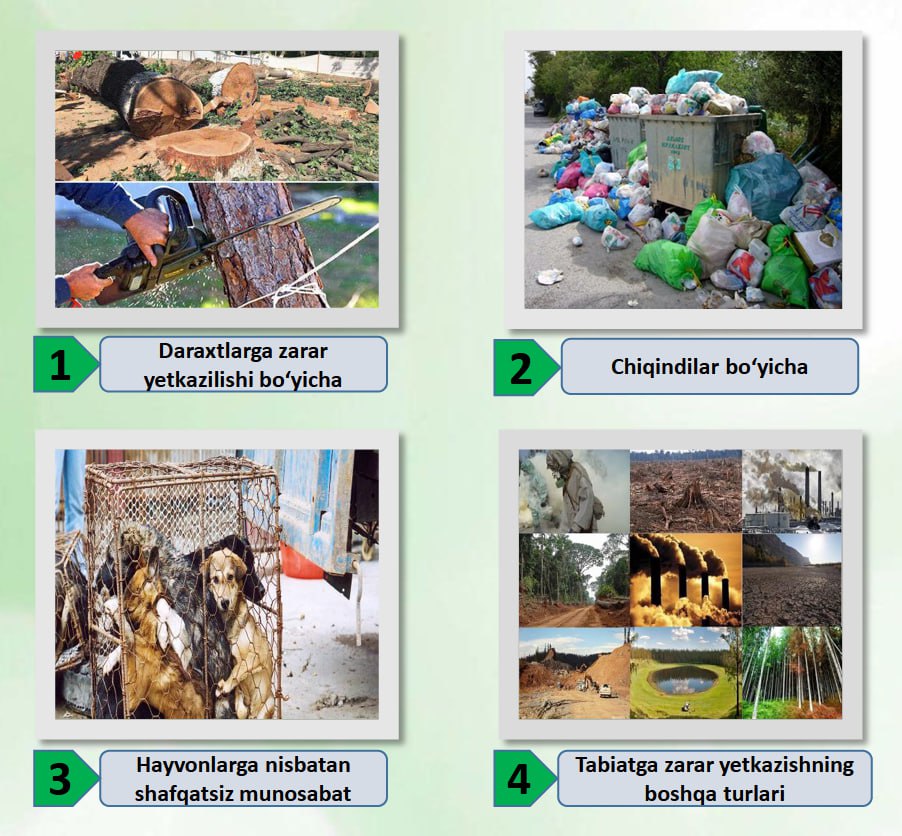 1
Daraxtlarga zarar
yetkazilishi bo‘yicha
2
Chiqindilar bo‘yicha
3
Hayvonlarga nisbatan
shafqatsiz munosabat
4
Tabiatga zarar yetkazishning
boshqa turlari